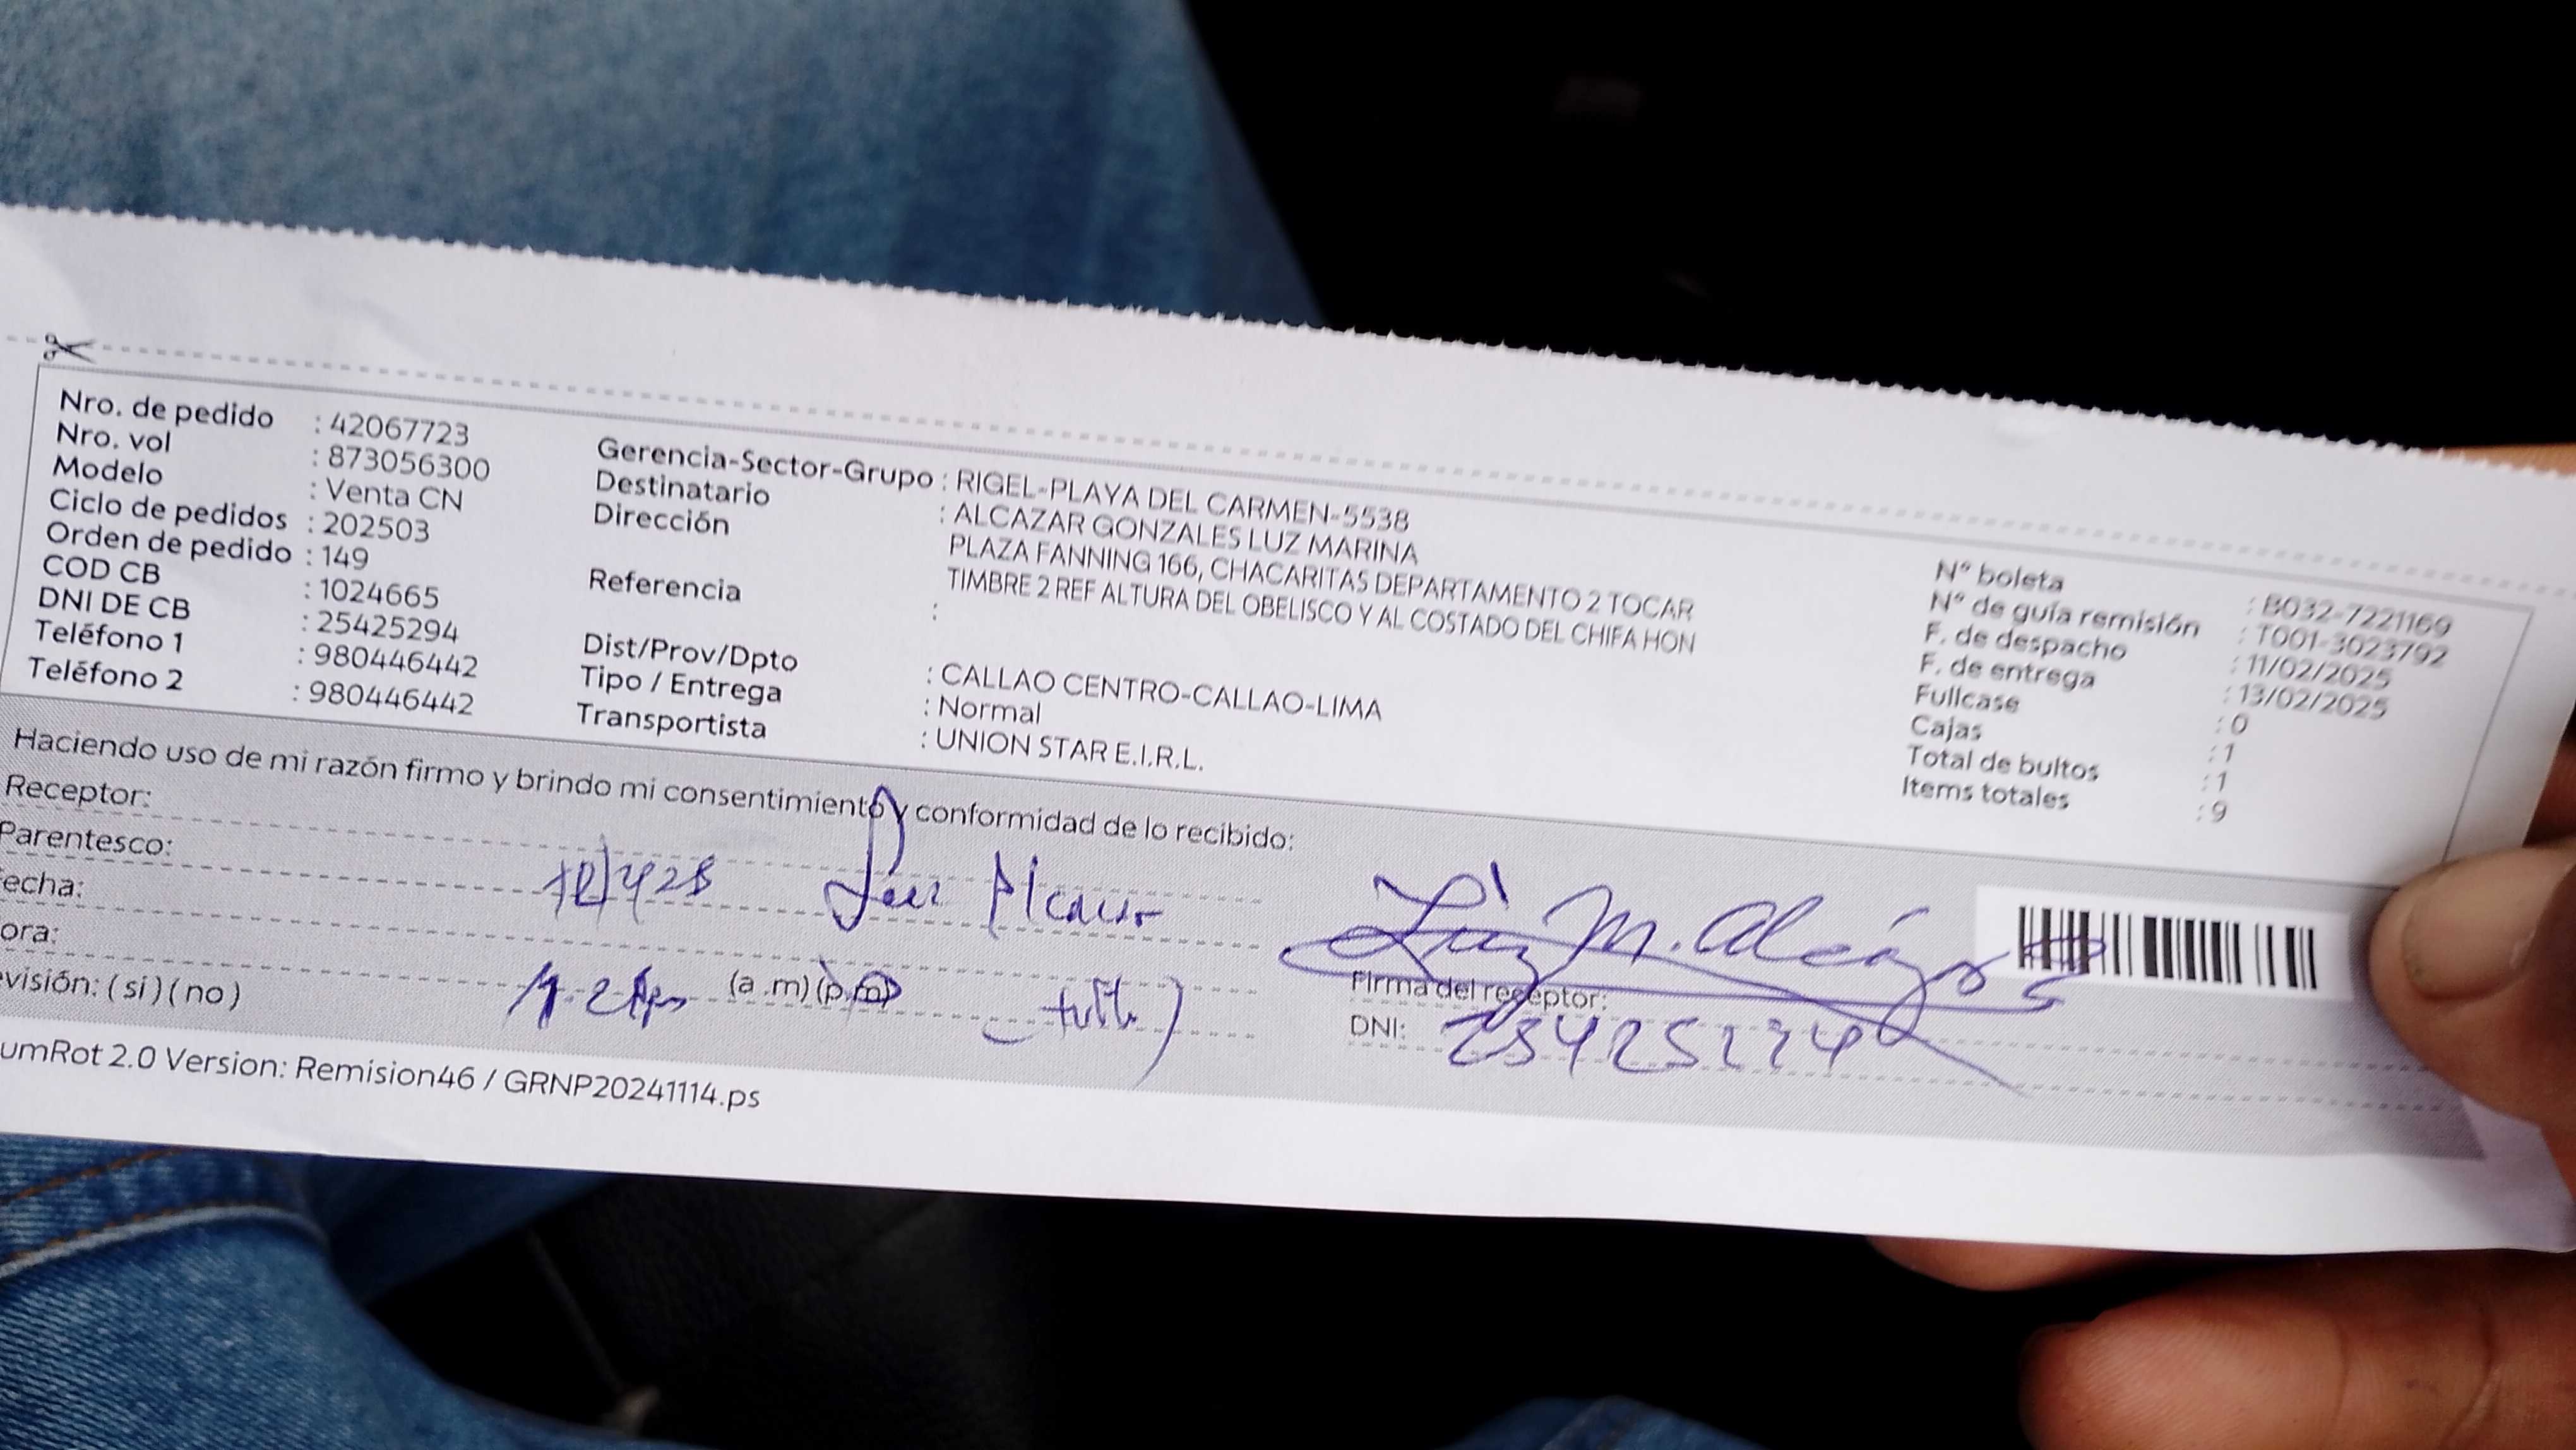 Nro. de pedido : 42067723
Nro. vol : 873056300
Modelo : Venta CN
Ciclo de pedidos : 202503
Orden de pedido : 149
COD CB : 1024665
DNI DE CB : 25425294
Teléfono 1 : 980446442
Teléfono 2 : 980446442
Gerencia-Sector-Grupo : RIGEL-PLAYA DEL CARMEN-5538
Destinatario : ALCAZAR GONZALES LUZ MARINA
Dirección PLAZA FANNING 166, CHACARITAS DEPARTAMENTO 2 TOCAR
TIMBRE 2 REF ALTURA DEL OBELISCO Y AL COSTADO DEL CHIFA HON
Referencia :
Dist/Prov/Dpto : CALLAO CENTRO-CALLAO-LIMA
Tipo / Entrega : Normal
Transportista : UNION STAR E.I.R.L.
N° boleta : B032-7221169
N° de guía remisión : T001-3023792
F. de despacho : 11/02/2025
F. de entrega : 13/02/2025
Fullcase : 0
Cajas : 1
Total de bultos : 1
Items totales : 9
Haciendo uso de mi razón firmo y brindo mi consentimiento y conformidad de lo recibido:
Receptor:
Parentesco:
echa:
ora:
(a.m) (p.m)
visión: (si) (no)
Luz M. Alcázar
Firma del receptor:
DNI: 25425294
umRot 2.0 Version: Remision46 / GRNP20241114.ps